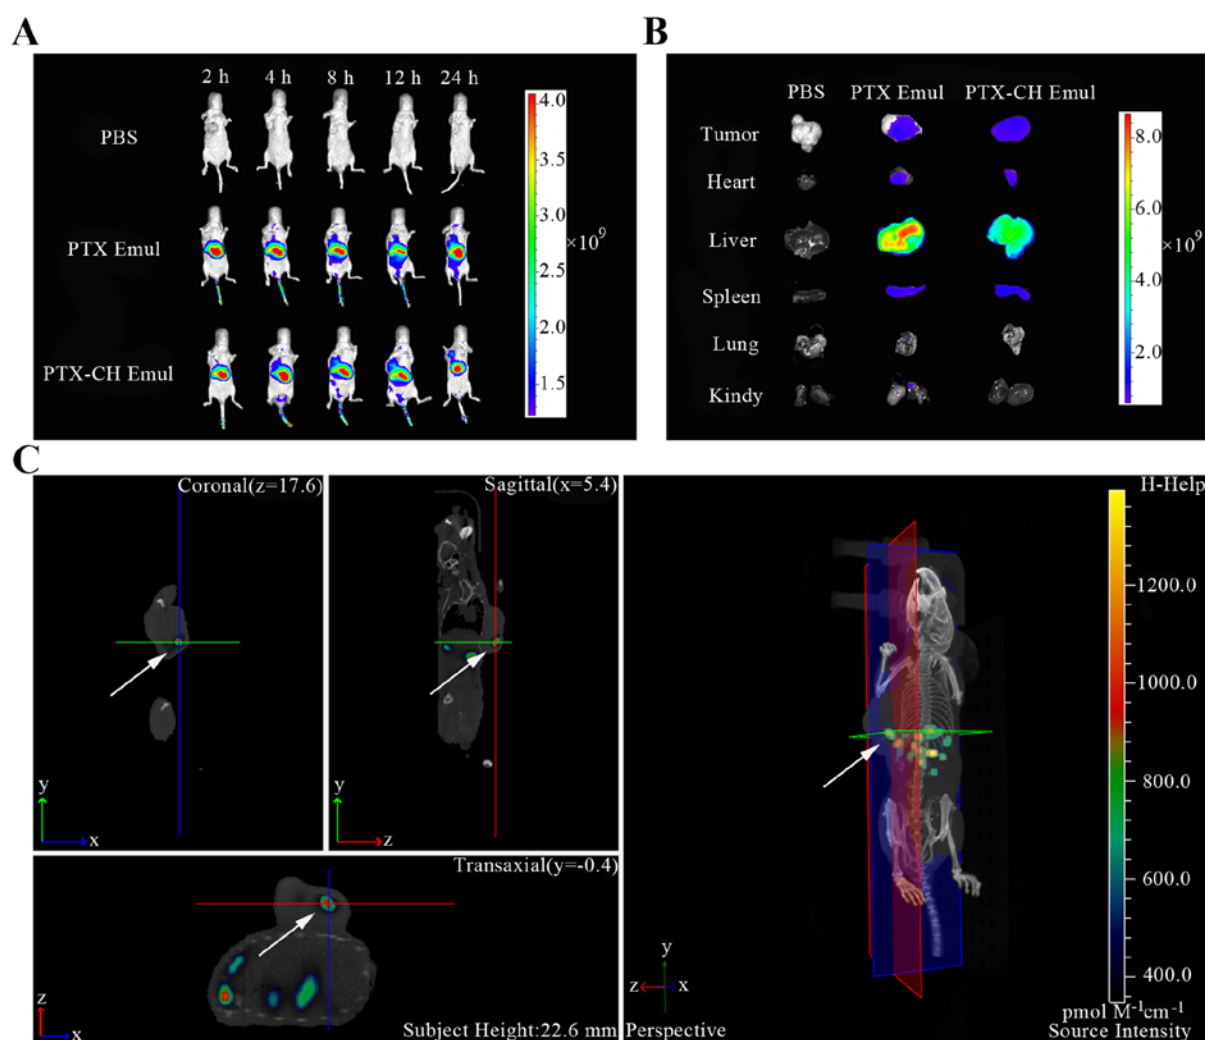 A
2 h 4 h 8 h 12 h 24 h
PBS
PTX Emul
PTX-CH Emul
4.0
3.5
3.0
2.5
2.0
1.5
×10⁹
B
PBS PTX Emul PTX-CH Emul
Tumor
Heart
Liver
Spleen
Lung
Kindy
8.0
6.0
4.0
2.0
×10⁹
C
Coronal(z=17.6)
y
x
Sagittal(x=5.4)
y
z
Transaxial(y=-0.4)
z
x
Subject Height:22.6 mm
H-Help
1200.0
1000.0
800.0
600.0
400.0
y
z x
Perspective
pmol M⁻¹cm⁻¹
Source Intensity